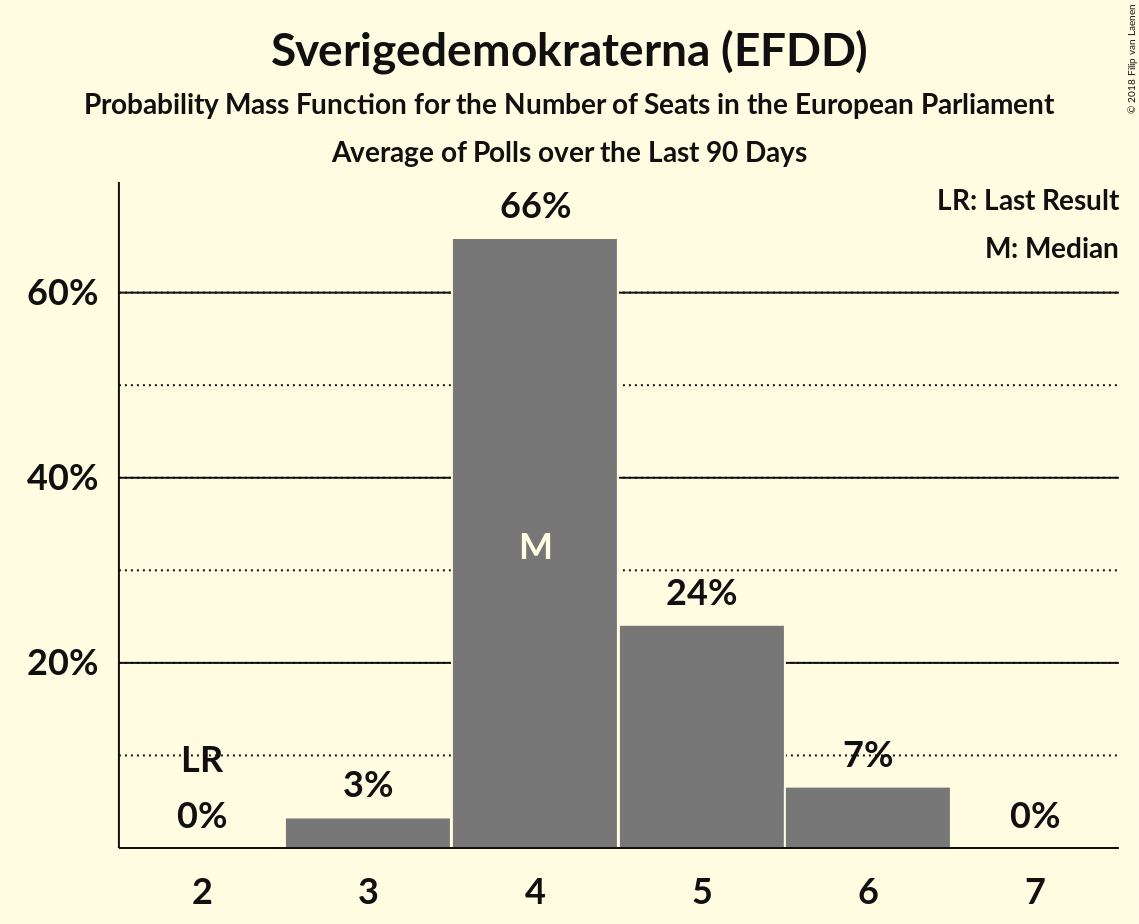 Sverigedemokraterna (EFDD)
Probability Mass Function for the Number of Seats in the European Parliament
Average of Polls over the Last 90 Days
© 2018 Filip van Laenen
LR: Last Result
M: Median
66%
60%
40%
M
24%
20%
LR
7%
3%
0%
0%
2 3 4 5 6 7